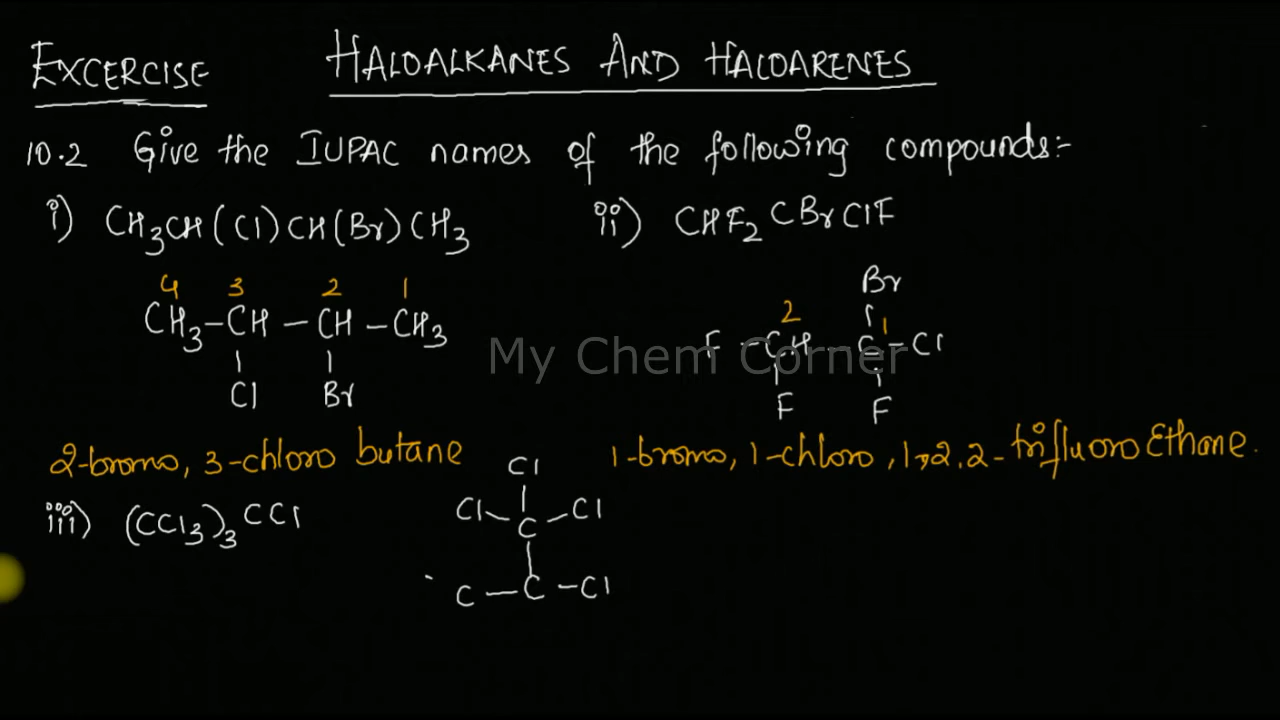 EXCERCISE HALOALKANES AND HALOARENES
10.2 Give the IUPAC names of the following compounds:-
i) CH3CH(Cl)CH(Br)CH3 ii) CHF2CBrClF
Br
4 3 2 1
2 1
CH3-CH-CH-CH3
F-CH-C-Cl
My Chem Corner
Cl Br
F F
2-bromo, 3-chloro butane 1-bromo, 1-chloro, 1,2,2-trifluoro Ethane.
Cl
iii) (CCl3)3CCl Cl-C-Cl
C-C-Cl